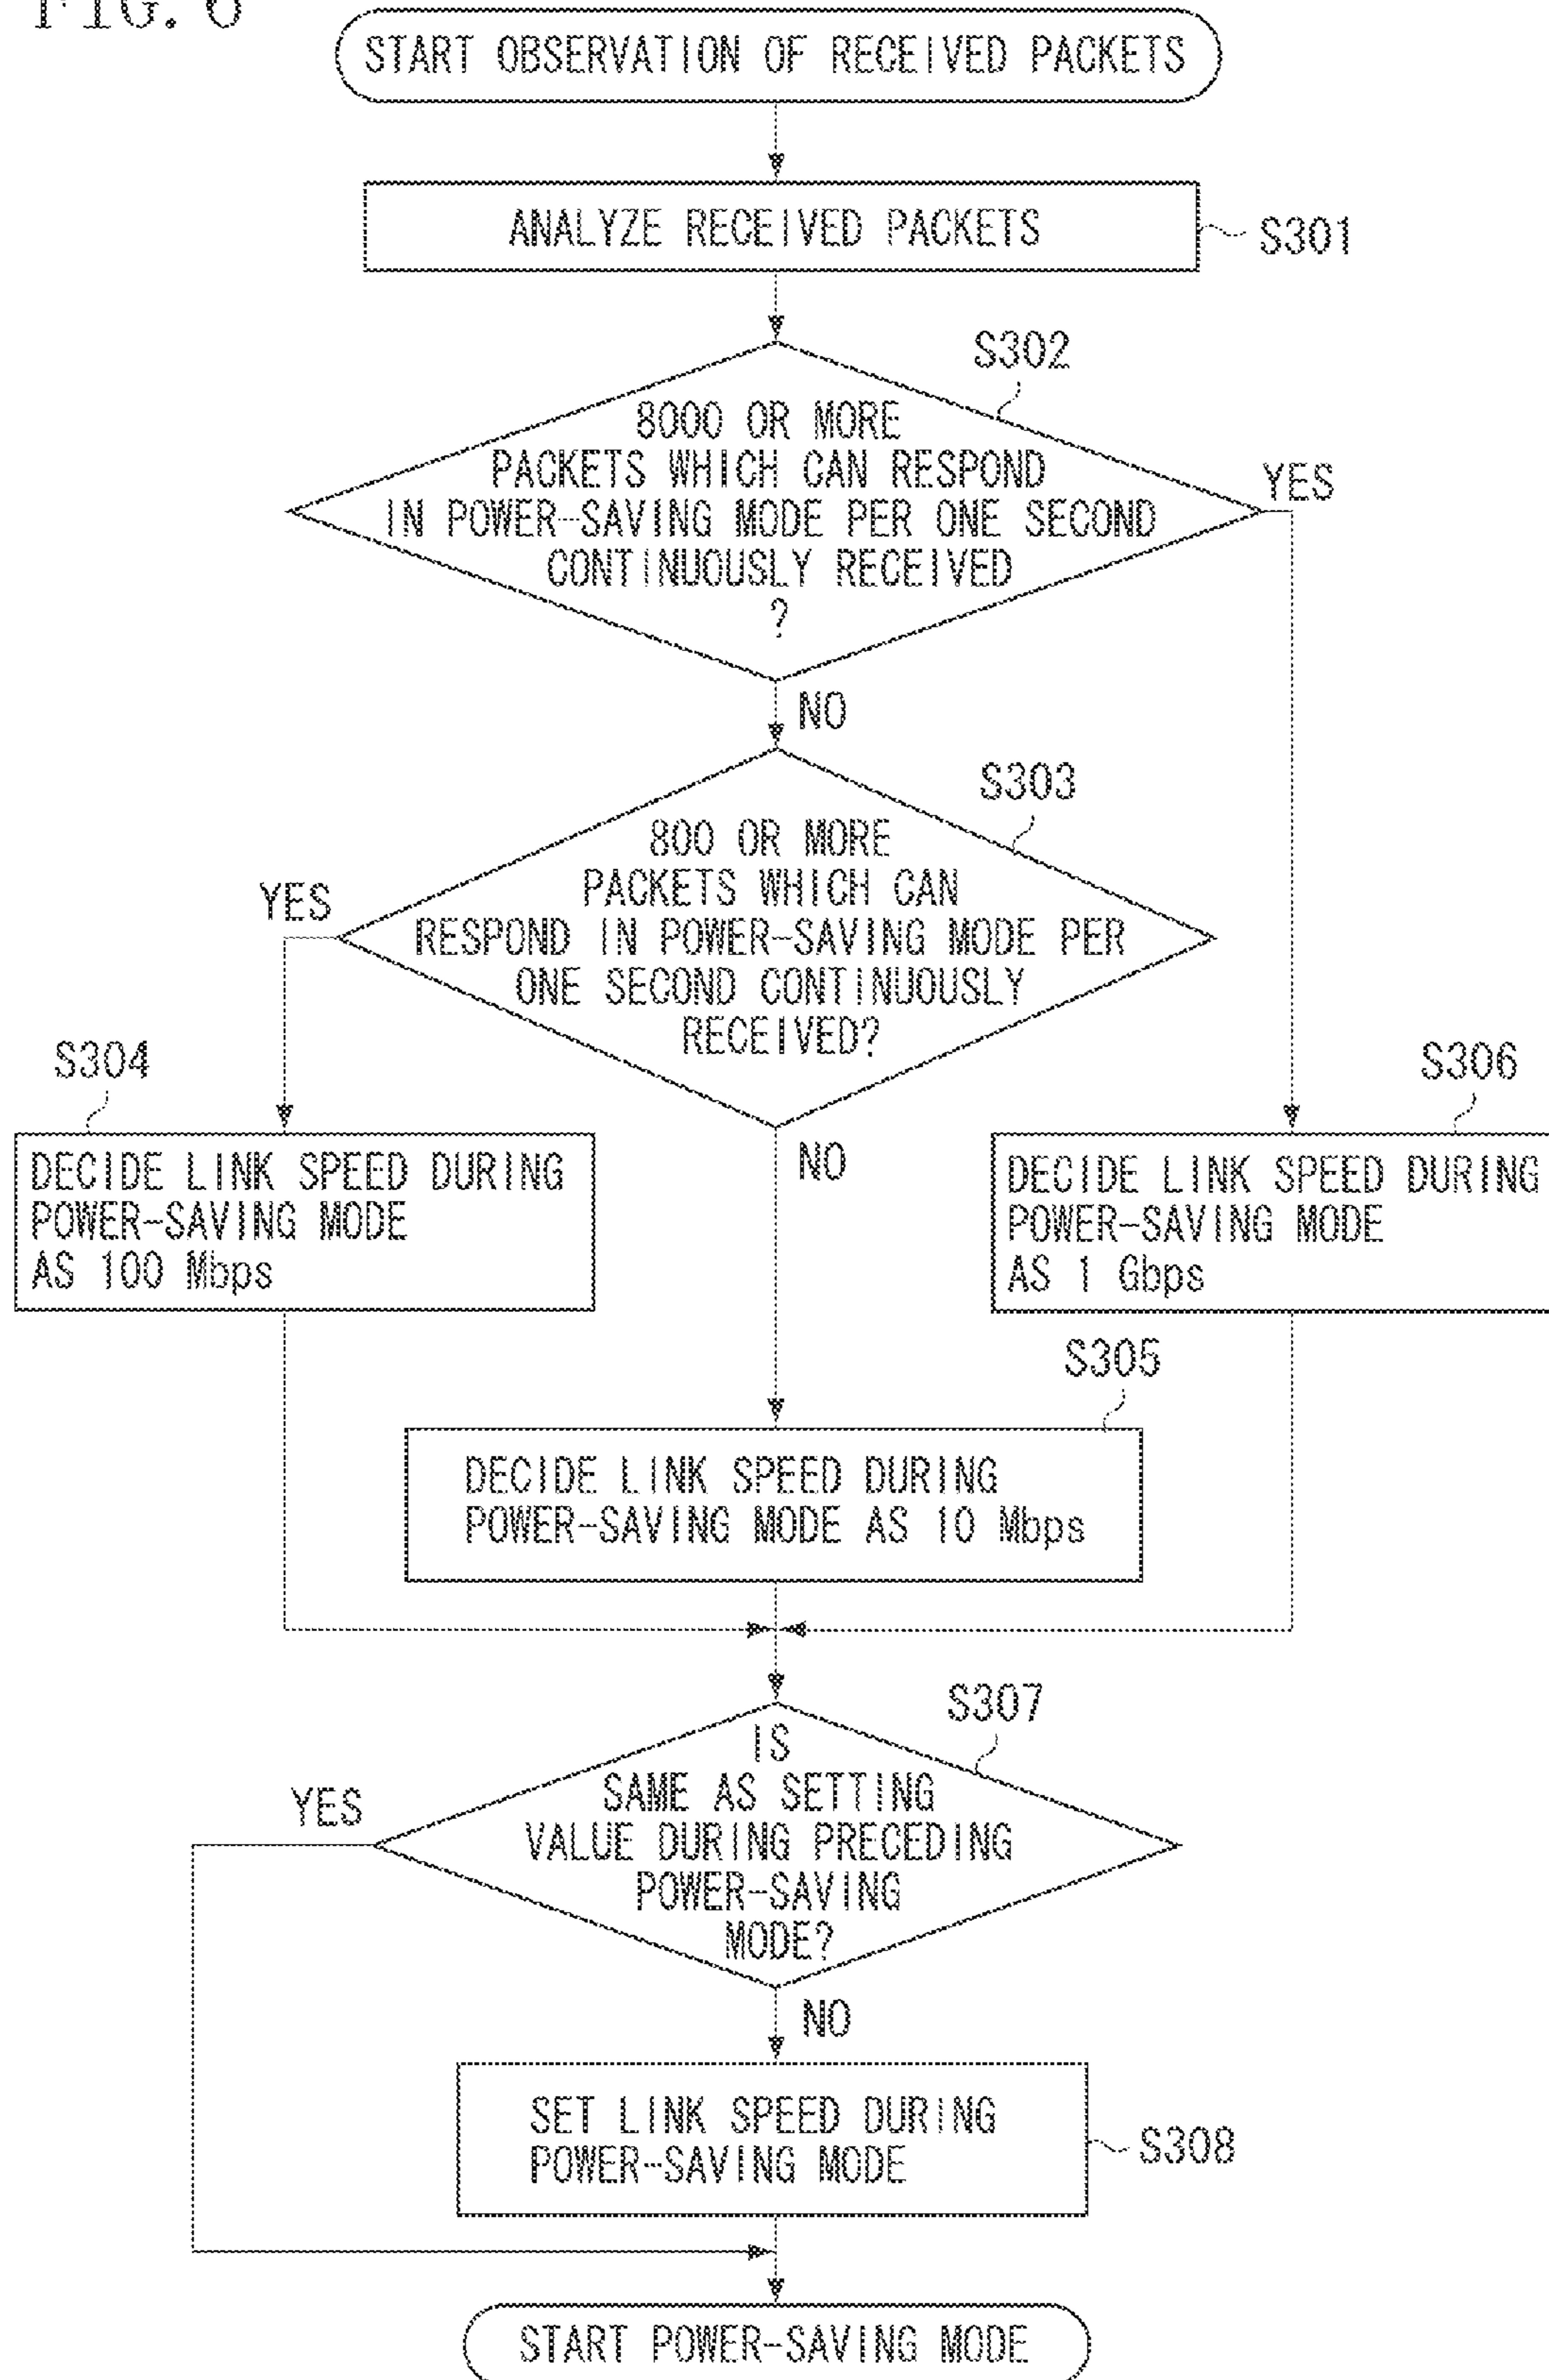 FIG. 6
START OBSERVATION OF RECEIVED PACKETS
ANALYZE RECEIVED PACKETS
S301
S302
8000 OR MORE
PACKETS WHICH CAN RESPOND
IN POWER-SAVING MODE PER ONE SECOND
CONTINUOUSLY RECEIVED
?
YES
NO
S303
800 OR MORE
PACKETS WHICH CAN
RESPOND IN POWER-SAVING MODE PER
ONE SECOND CONTINUOUSLY
RECEIVED?
YES
NO
S304
DECIDE LINK SPEED DURING
POWER-SAVING MODE
AS 100 Mbps
S306
DECIDE LINK SPEED DURING
POWER-SAVING MODE
AS 1 Gbps
S305
DECIDE LINK SPEED DURING
POWER-SAVING MODE AS 10 Mbps
S307
IS
SAME AS SETTING
VALUE DURING PRECEDING
POWER-SAVING
MODE?
YES
NO
SET LINK SPEED DURING
POWER-SAVING MODE
S308
START POWER-SAVING MODE